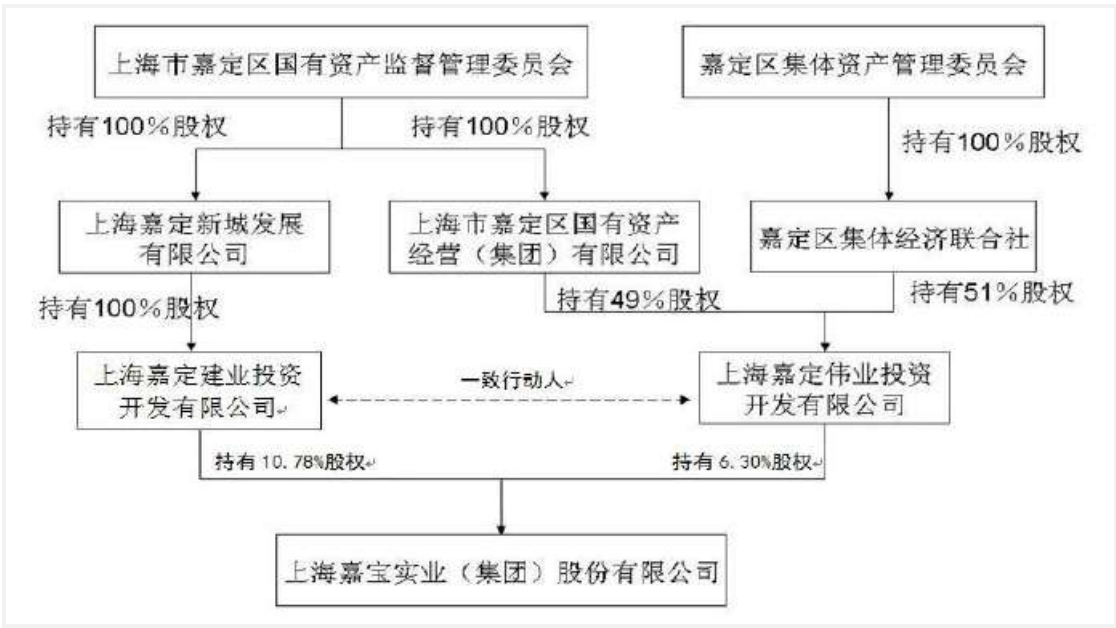 上海市嘉定区国有资产监督管理委员会
嘉定区集体资产管理委员会
持有100%股权
持有100%股权
持有100%股权
上海嘉定新城发展
有限公司
上海市嘉定区国有资产
经营（集团）有限公司
嘉定区集体经济联合社
持有100%股权
持有49%股权
持有51%股权
上海嘉定建业投资
开发有限公司
一致行动人
上海嘉定伟业投资
开发有限公司
持有10.78%股权
持有6.30%股权
上海嘉宝实业（集团）股份有限公司